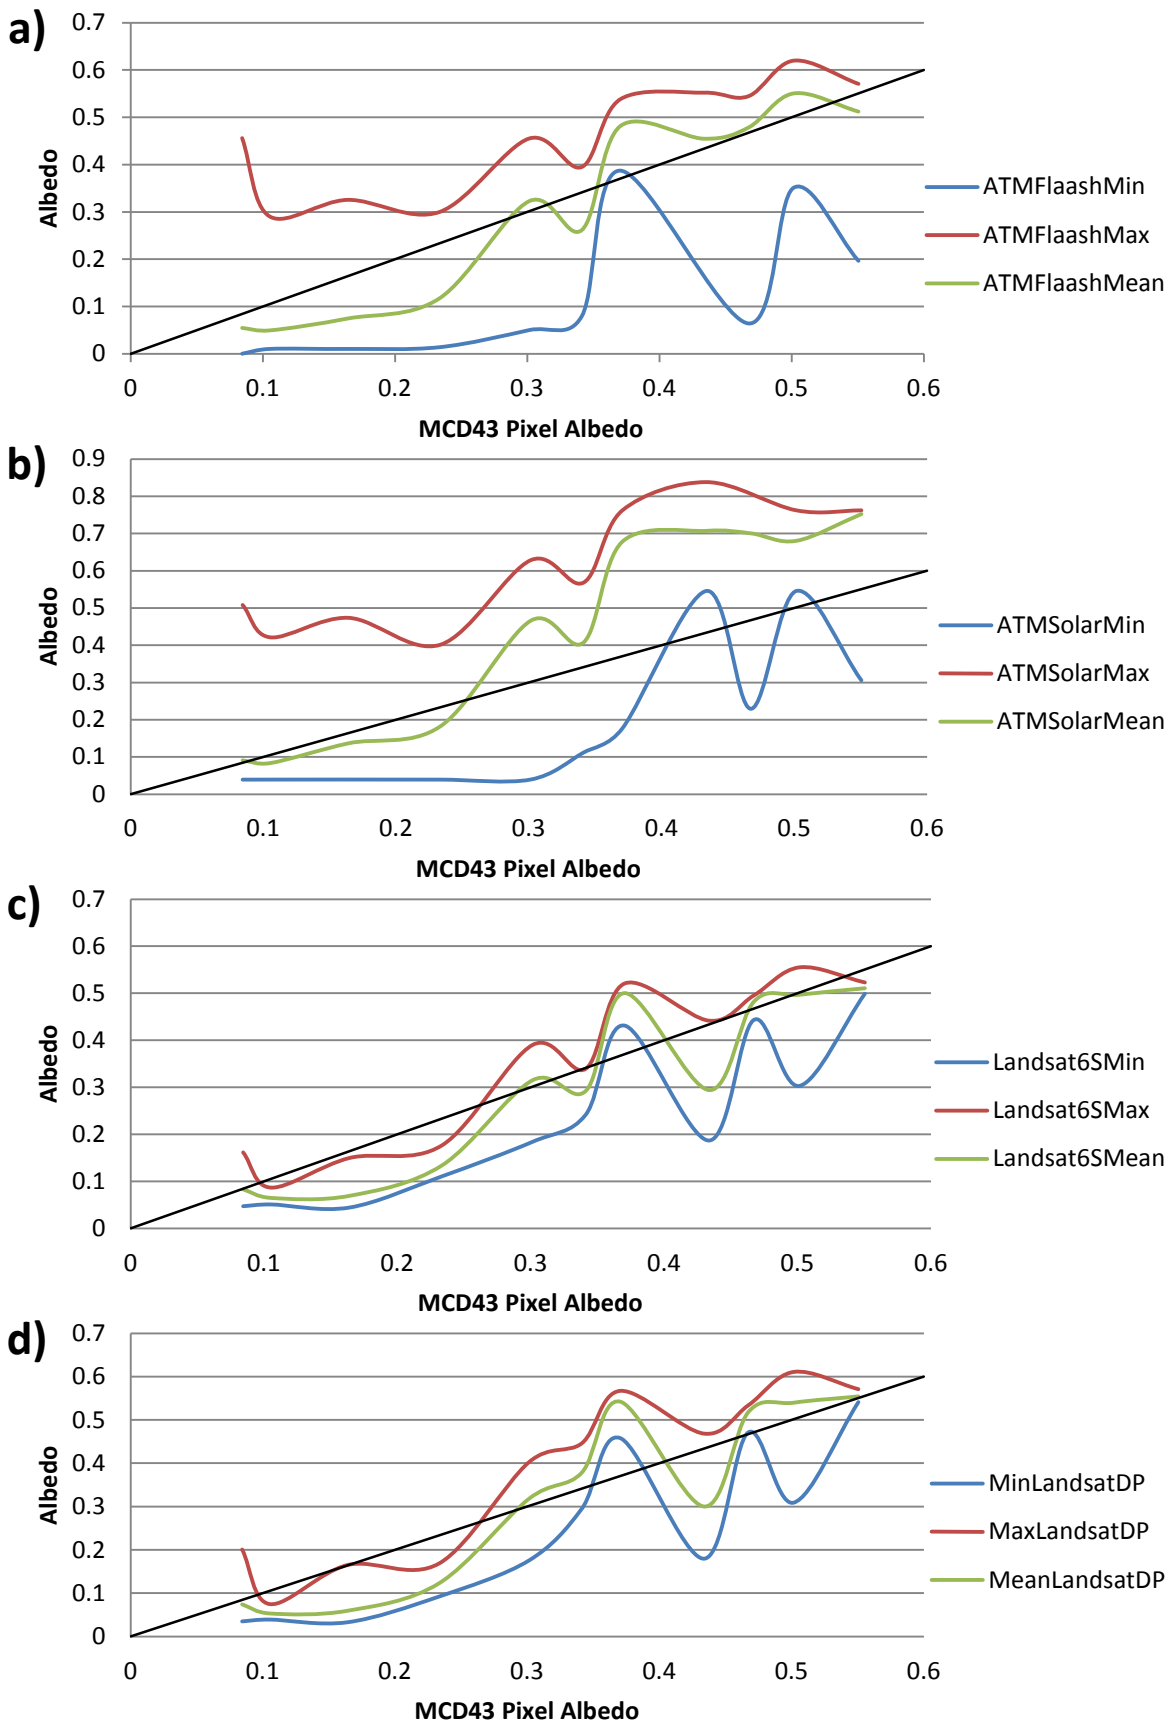 a)
0.7
0.6
0.5
0.4
0.3
0.2
0.1
0
Albedo
0 0.1 0.2 0.3 0.4 0.5 0.6
MCD43 Pixel Albedo
ATMFlaashMin
ATMFlaashMax
ATMFlaashMean
b)
0.9
0.8
0.7
0.6
0.5
0.4
0.3
0.2
0.1
0
Albedo
0 0.1 0.2 0.3 0.4 0.5 0.6
MCD43 Pixel Albedo
ATMSolarMin
ATMSolarMax
ATMSolarMean
c)
0.7
0.6
0.5
0.4
0.3
0.2
0.1
0
Albedo
0 0.1 0.2 0.3 0.4 0.5 0.6
MCD43 Pixel Albedo
Landsat6SMin
Landsat6SMax
Landsat6SMean
d)
0.7
0.6
0.5
0.4
0.3
0.2
0.1
0
Albedo
0 0.1 0.2 0.3 0.4 0.5 0.6
MCD43 Pixel Albedo
MinLandsatDP
MaxLandsatDP
MeanLandsatDP